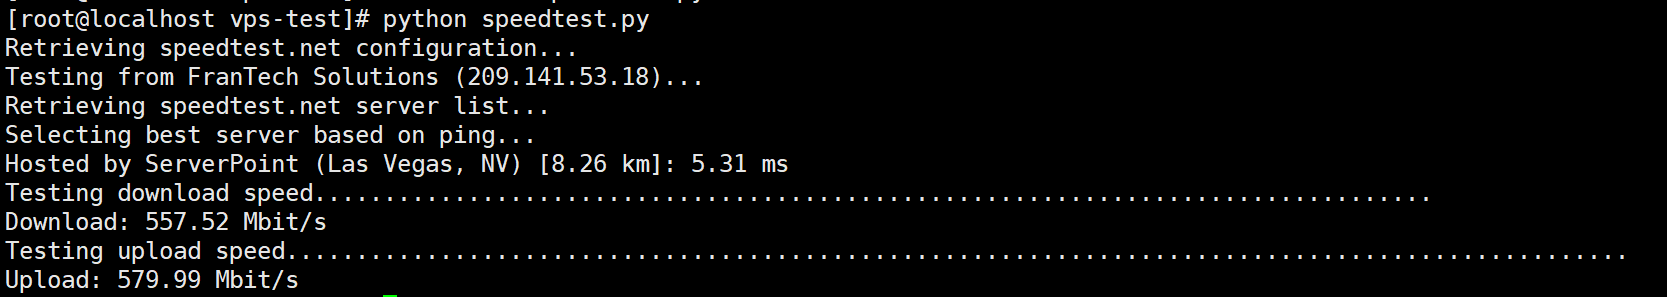 [root@localhost vps-test]# python speedtest.py
Retrieving speedtest.net configuration...
Testing from FranTech Solutions (209.141.53.18)...
Retrieving speedtest.net server list...
Selecting best server based on ping...
Hosted by ServerPoint (Las Vegas, NV) [8.26 km]: 5.31 ms
Testing download speed................................................................................
Download: 557.52 Mbit/s
Testing upload speed................................................................................................
Upload: 579.99 Mbit/s